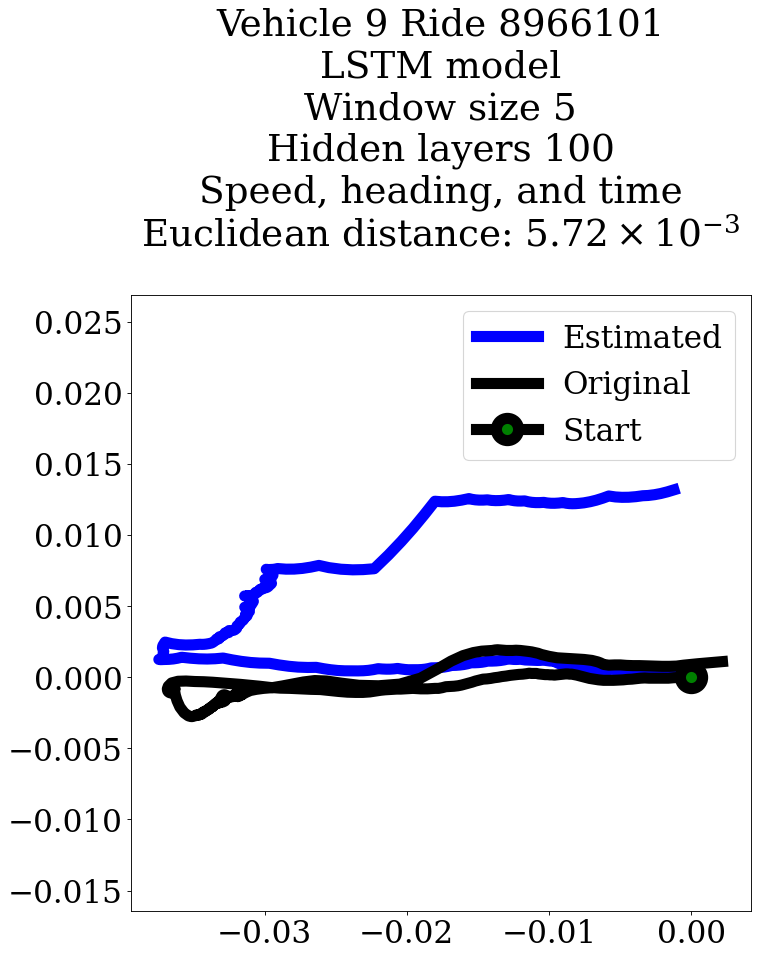 Vehicle 9 Ride 8966101
LSTM model
Window size 5
Hidden layers 100
Speed, heading, and time
Euclidean distance: 5.72 × 10⁻³
Estimated
Original
Start
0.025
0.020
0.015
0.010
0.005
0.000
−0.005
−0.010
−0.015
−0.03 −0.02 −0.01 0.00